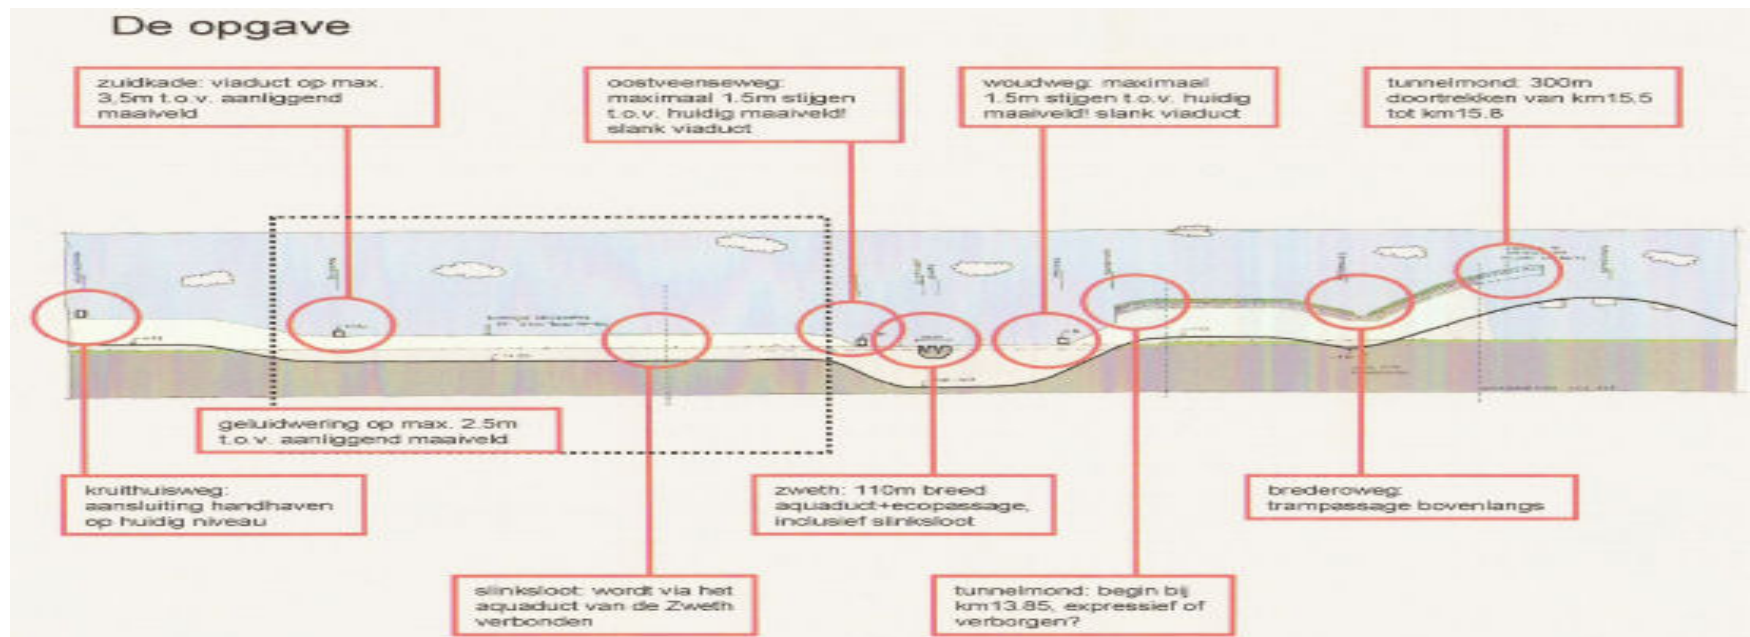 De opgave
zuidkade: viaduct op max.
3,5m t.o.v. aanliggend
maaiveld
oostveenseweg:
maximaal 1.5m stijgen
t.o.v. huidig maaiveld!
slank viaduct
woudweg: maximaal
1.5m stijgen t.o.v. huidig
maaiveld! slank viaduct
tunnelmond: 300m
doortrekken van km15.5
tot km15.8
geluidwering op max. 2.5m
t.o.v. aanliggend maaiveld
kruithuisweg:
aansluiting handhaven
op huidig niveau
zweth: 110m breed
aquaduct+ecopassage,
inclusief slinksloot
brederoweg:
trampassage bovenlangs
slinksloot: wordt via het
aquaduct van de Zweth
verbonden
tunnelmond: begin bij
km13.85, expressief of
verborgen?